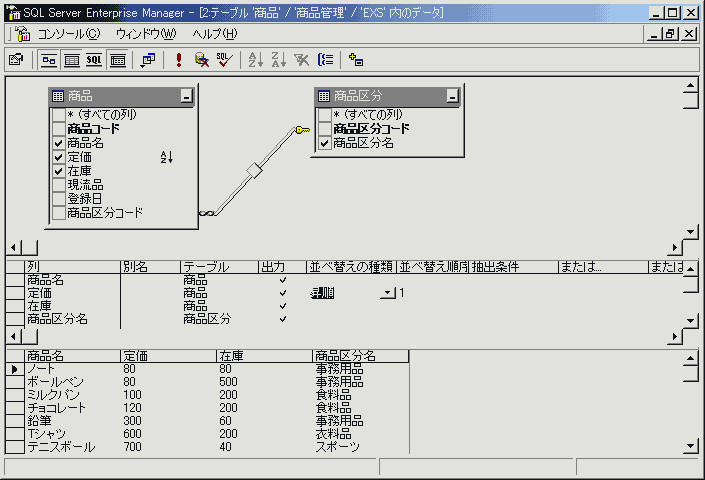 SQL Server Enterprise Manager - [2:テーブル '商品' / '商品管理' / 'EXS' 内のデータ]
コンソール(C) ウィンドウ(W) ヘルプ(H)
SQL SQL A Z Z A
商品
* (すべての列)
商品コード
商品名
定価 A Z
在庫
現流品
登録日
商品区分コード
商品区分
* (すべての列)
商品区分コード
商品区分名
列 別名 テーブル 出力 並べ替えの種類 並べ替え順序 抽出条件 または... または
商品名 商品
定価 商品 昇順 1
在庫 商品
商品区分名 商品区分
商品名 定価 在庫 商品区分名
ノート 80 80 事務用品
ボールペン 80 500 事務用品
ミルクパン 100 200 食料品
チョコレート 120 200 食料品
鉛筆 300 60 事務用品
Tシャツ 600 200 衣料品
テニスボール 700 40 スポーツ